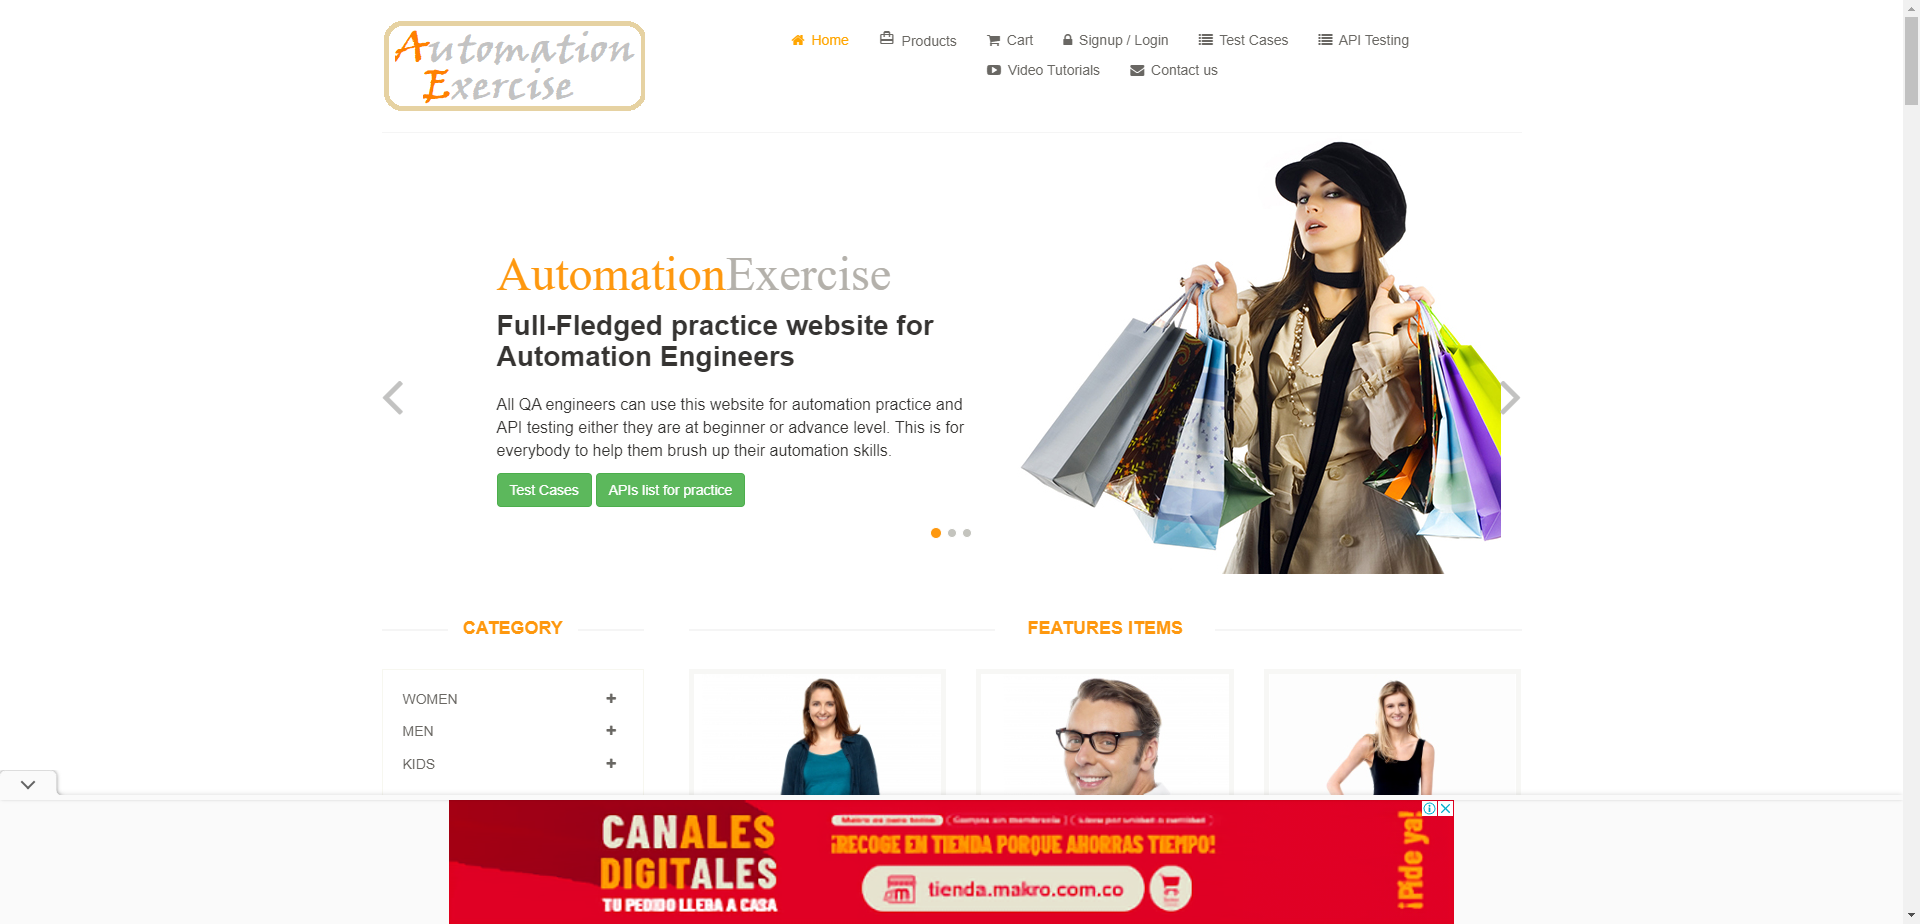 Automation
Exercise
Home
Products
Cart
Signup / Login
Test Cases
API Testing
Video Tutorials
Contact us
AutomationExercise
Full-Fledged practice website for
Automation Engineers
All QA engineers can use this website for automation practice and
API testing either they are at beginner or advance level. This is for
everybody to help them brush up their automation skills.
Test Cases
APIs list for practice
CATEGORY
FEATURES ITEMS
WOMEN
MEN
KIDS
CANALES
DIGITALES
TU PEDIDO LLEGA A CASA
¡RECOGE EN TIENDA PORQUE AHORRAS TIEMPO!
tienda.makro.com.co
¡Pide ya!